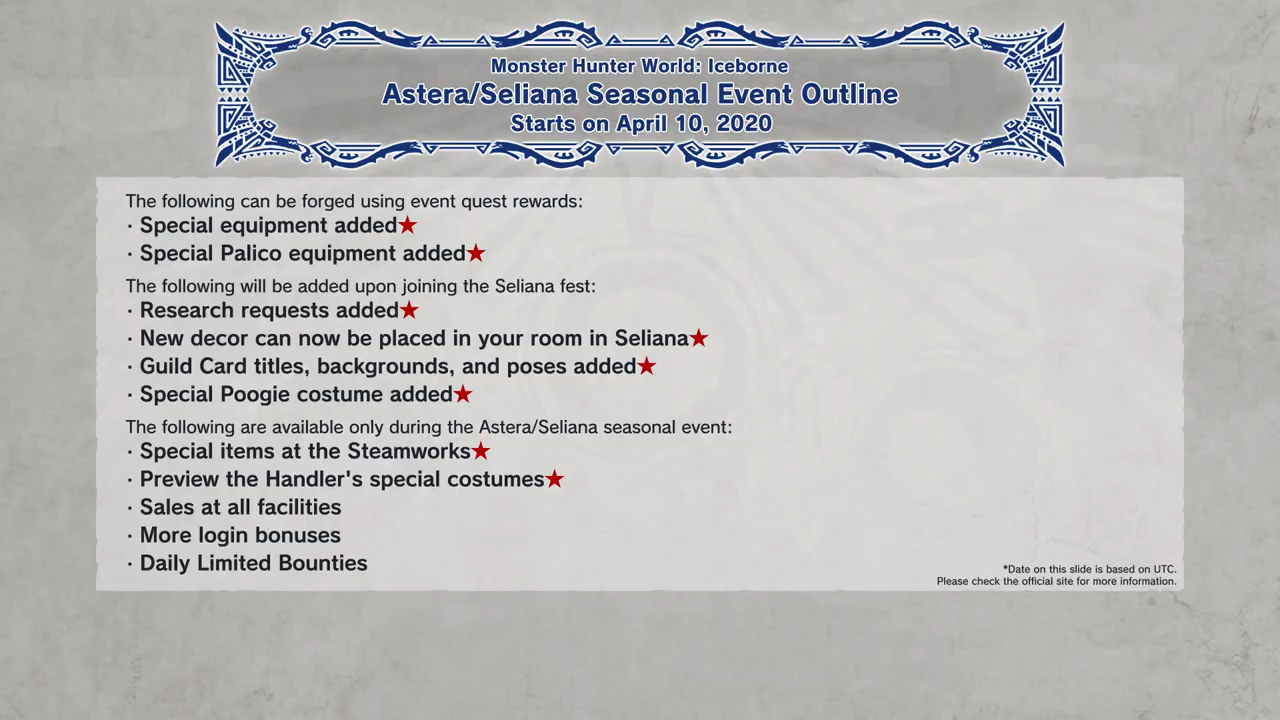 Monster Hunter World: Iceborne
Astera/Seliana Seasonal Event Outline
Starts on April 10, 2020
The following can be forged using event quest rewards:
· Special equipment added★
· Special Palico equipment added★
The following will be added upon joining the Seliana fest:
· Research requests added★
· New decor can now be placed in your room in Seliana★
· Guild Card titles, backgrounds, and poses added★
· Special Poogie costume added★
The following are available only during the Astera/Seliana seasonal event:
· Special items at the Steamworks★
· Preview the Handler's special costumes★
· Sales at all facilities
· More login bonuses
· Daily Limited Bounties
*Date on this slide is based on UTC.
Please check the official site for more information.